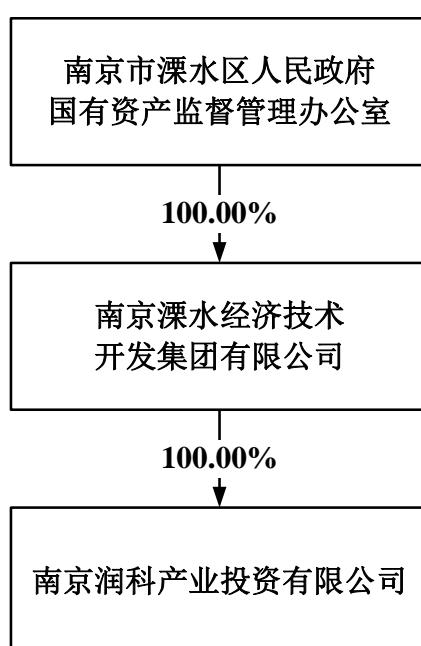 南京市溧水区人民政府
国有资产监督管理办公室
100.00%
南京溧水经济技术
开发集团有限公司
100.00%
南京润科产业投资有限公司